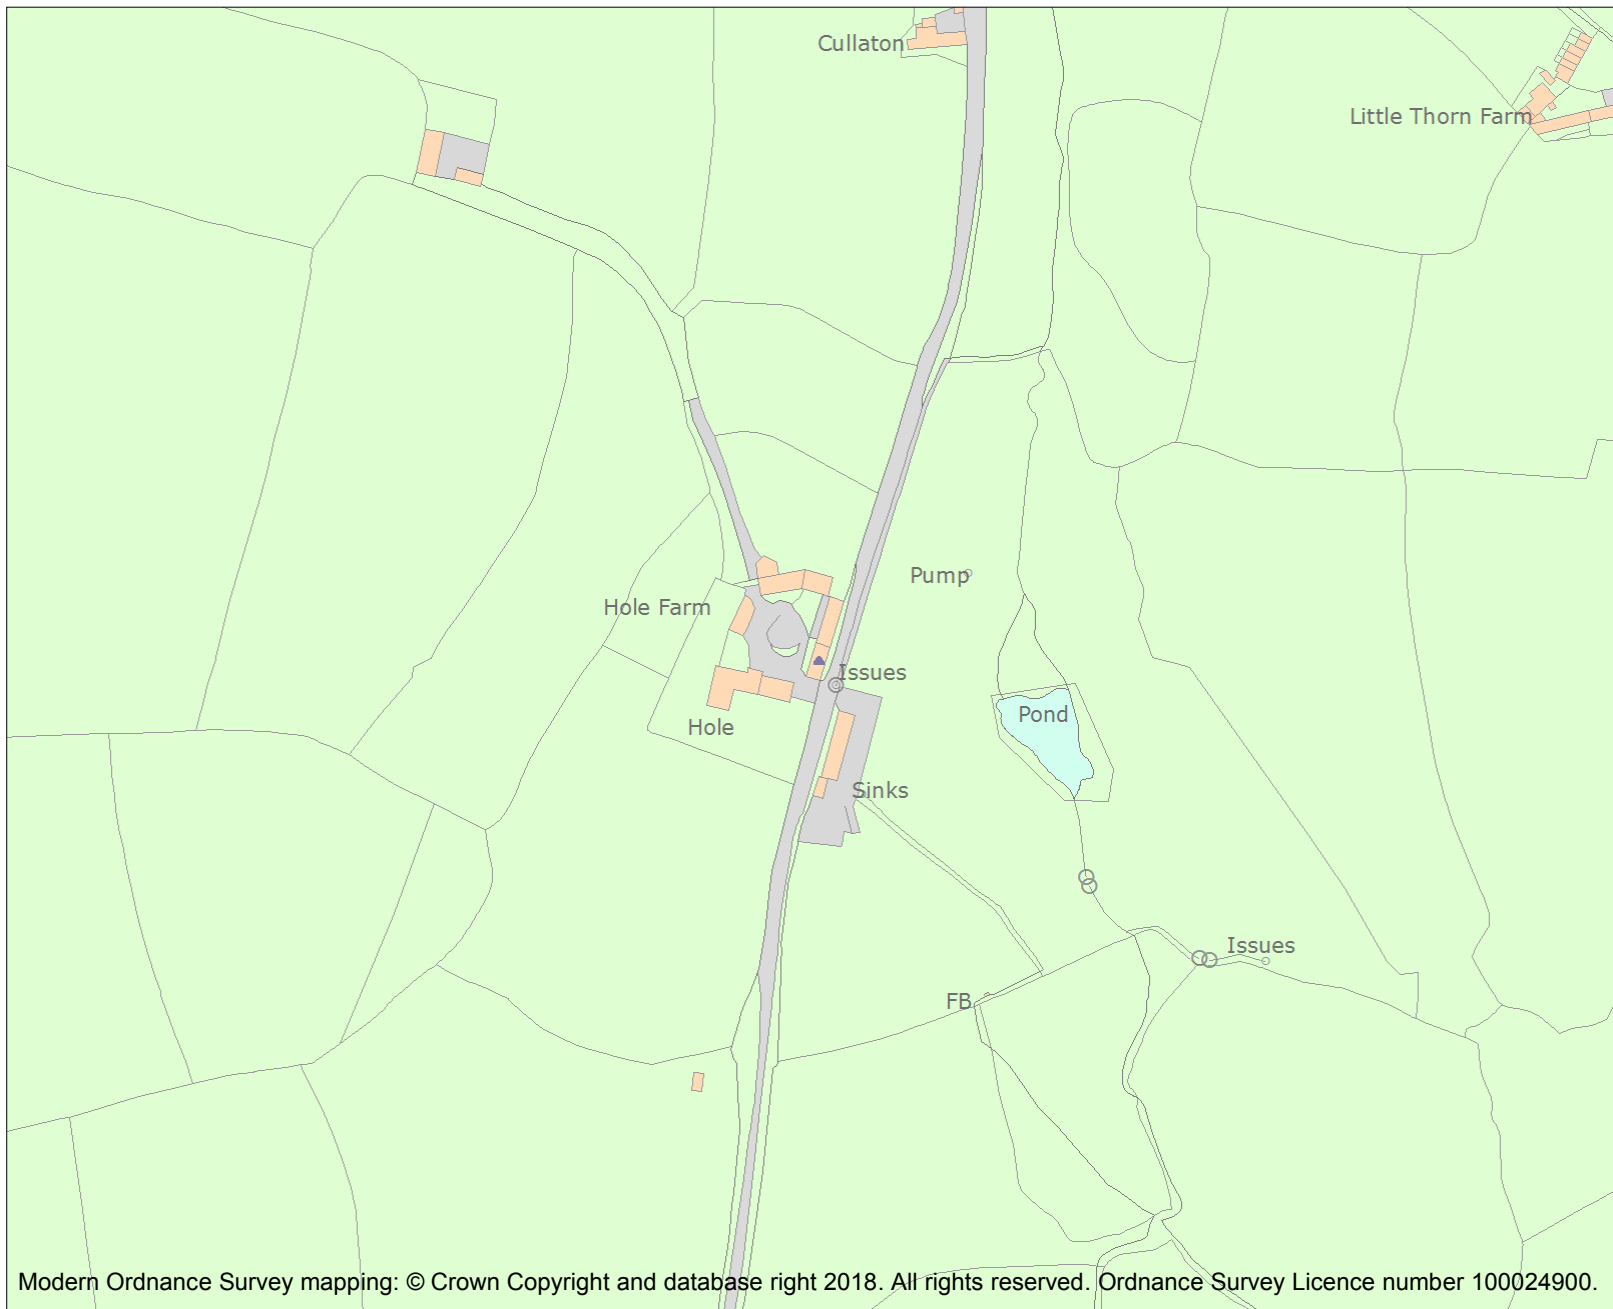 Cullaton
Little Thorn Farm
Pump
Hole Farm
Issues
Hole
Pond
Sinks
Issues
FB
Modern Ordnance Survey mapping: © Crown Copyright and database right 2018. All rights reserved. Ordnance Survey Licence number 100024900.